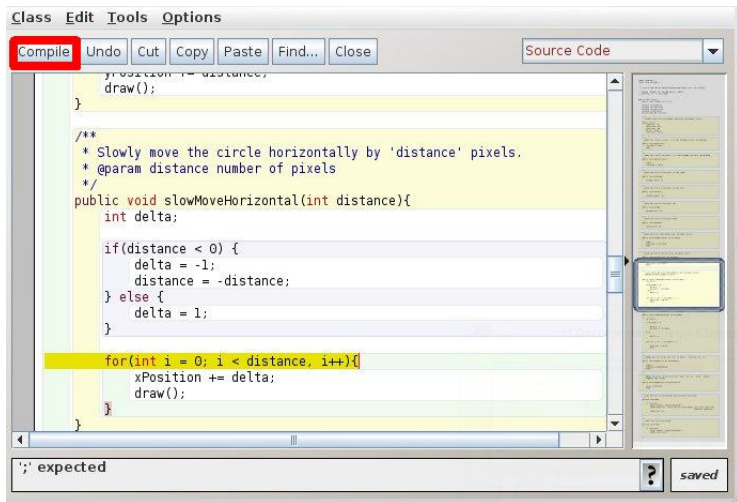 Class Edit Tools Options
Compile Undo Cut Copy Paste Find... Close Source Code
yPosition += distance;
draw();
}
/**
* Slowly move the circle horizontally by 'distance' pixels.
* @param distance number of pixels
*/
public void slowMoveHorizontal(int distance){
int delta;
if(distance < 0) {
delta = -1;
distance = -distance;
} else {
delta = 1;
}
for(int i = 0; i < distance, i++){
xPosition += delta;
draw();
}
}
';' expected
? saved